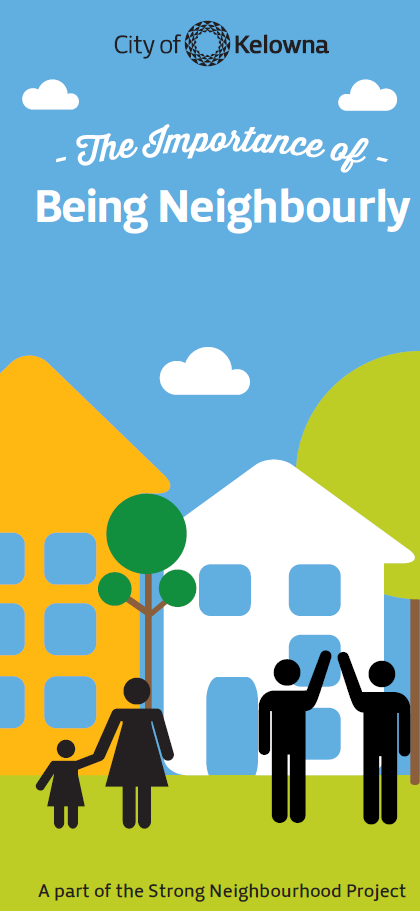 City of Kelowna
- The Importance of -
Being Neighbourly
A part of the Strong Neighbourhood Project